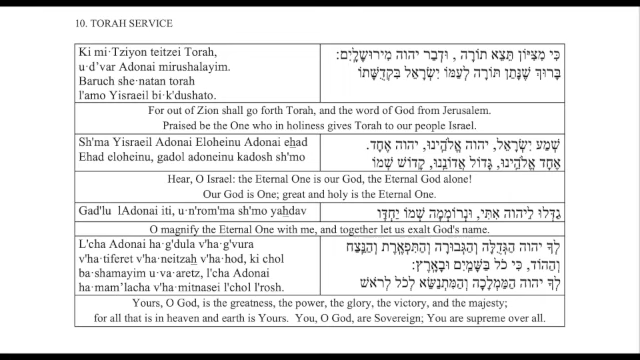 10. TORAH SERVICE
Ki mi·Tziyon teitzei Torah,
u·d'var Adonai mirushalayim.
Baruch she·natan torah
l'amo Yisraeil bi·k'dushato.
כִּי מִצִּיּוֹן תֵּצֵא תוֹרָה , וּדְבַר יהוה מִירוּשָׁלָיִם:
בָּרוּךְ שֶׁנָּתַן תּוֹרָה לְעַמּוֹ יִשְׂרָאֵל בִּקְדֻשָּׁתוֹ
For out of Zion shall go forth Torah, and the word of God from Jerusalem.
Praised be the One who in holiness gives Torah to our people Israel.
Sh'ma Yisraeil Adonai Eloheinu Adonai ehad
Ehad eloheinu, gadol adoneinu kadosh sh'mo
שְׁמַע יִשְׂרָאֵל, יהוה אֱלֹהֵינוּ, יהוה אֶחָד.
אֶחָד אֱלֹהֵינוּ, גָּדוֹל אֲדוֹנֵנוּ, קָדוֹשׁ שְׁמוֹ
Hear, O Israel: the Eternal One is our God, the Eternal God alone!
Our God is One; great and holy is the Eternal One.
Gad'lu lAdonai iti, u·n'rom'ma sh'mo yahdav
גַּדְּלוּ לַיהוה אִתִּי, וּנְרוֹמְמָה שְׁמוֹ יַחְדָּו
O magnify the Eternal One with me, and together let us exalt God's name.
L'cha Adonai ha·g'dula v'ha·g'vura
v'ha·tiferet v'ha·neitzah v'ha·hod, ki chol
ba·shamayim u·va·aretz, l'cha Adonai
ha·mam'lacha v'ha·mitnasei l'chol l'rosh.
לְךָ יהוה הַגְּדֻלָּה וְהַגְּבוּרָה וְהַתִּפְאֶרֶת וְהַנֵּצַח
וְהַהוֹד, כִּי כֹל בַּשָּׁמַיִם וּבָאָרֶץ:
לְךָ יהוה הַמַּמְלָכָה וְהַמִּתְנַשֵּׂא לְכֹל לְרֹאשׁ
Yours, O God, is the greatness, the power, the glory, the victory, and the majesty;
for all that is in heaven and earth is Yours. You, O God, are Sovereign; You are supreme over all.